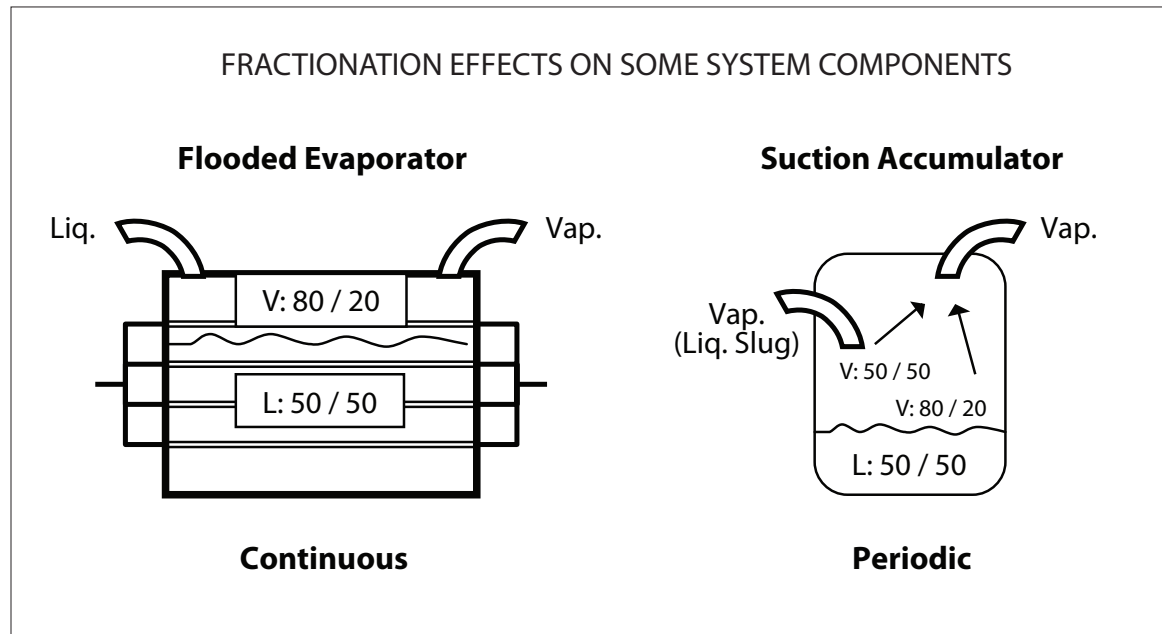 FRACTIONATION EFFECTS ON SOME SYSTEM COMPONENTS
Flooded Evaporator
Liq.
Vap.
V: 80 / 20
L: 50 / 50
Continuous
Suction Accumulator
Vap.
Vap.
(Liq. Slug)
V: 50 / 50
V: 80 / 20
L: 50 / 50
Periodic